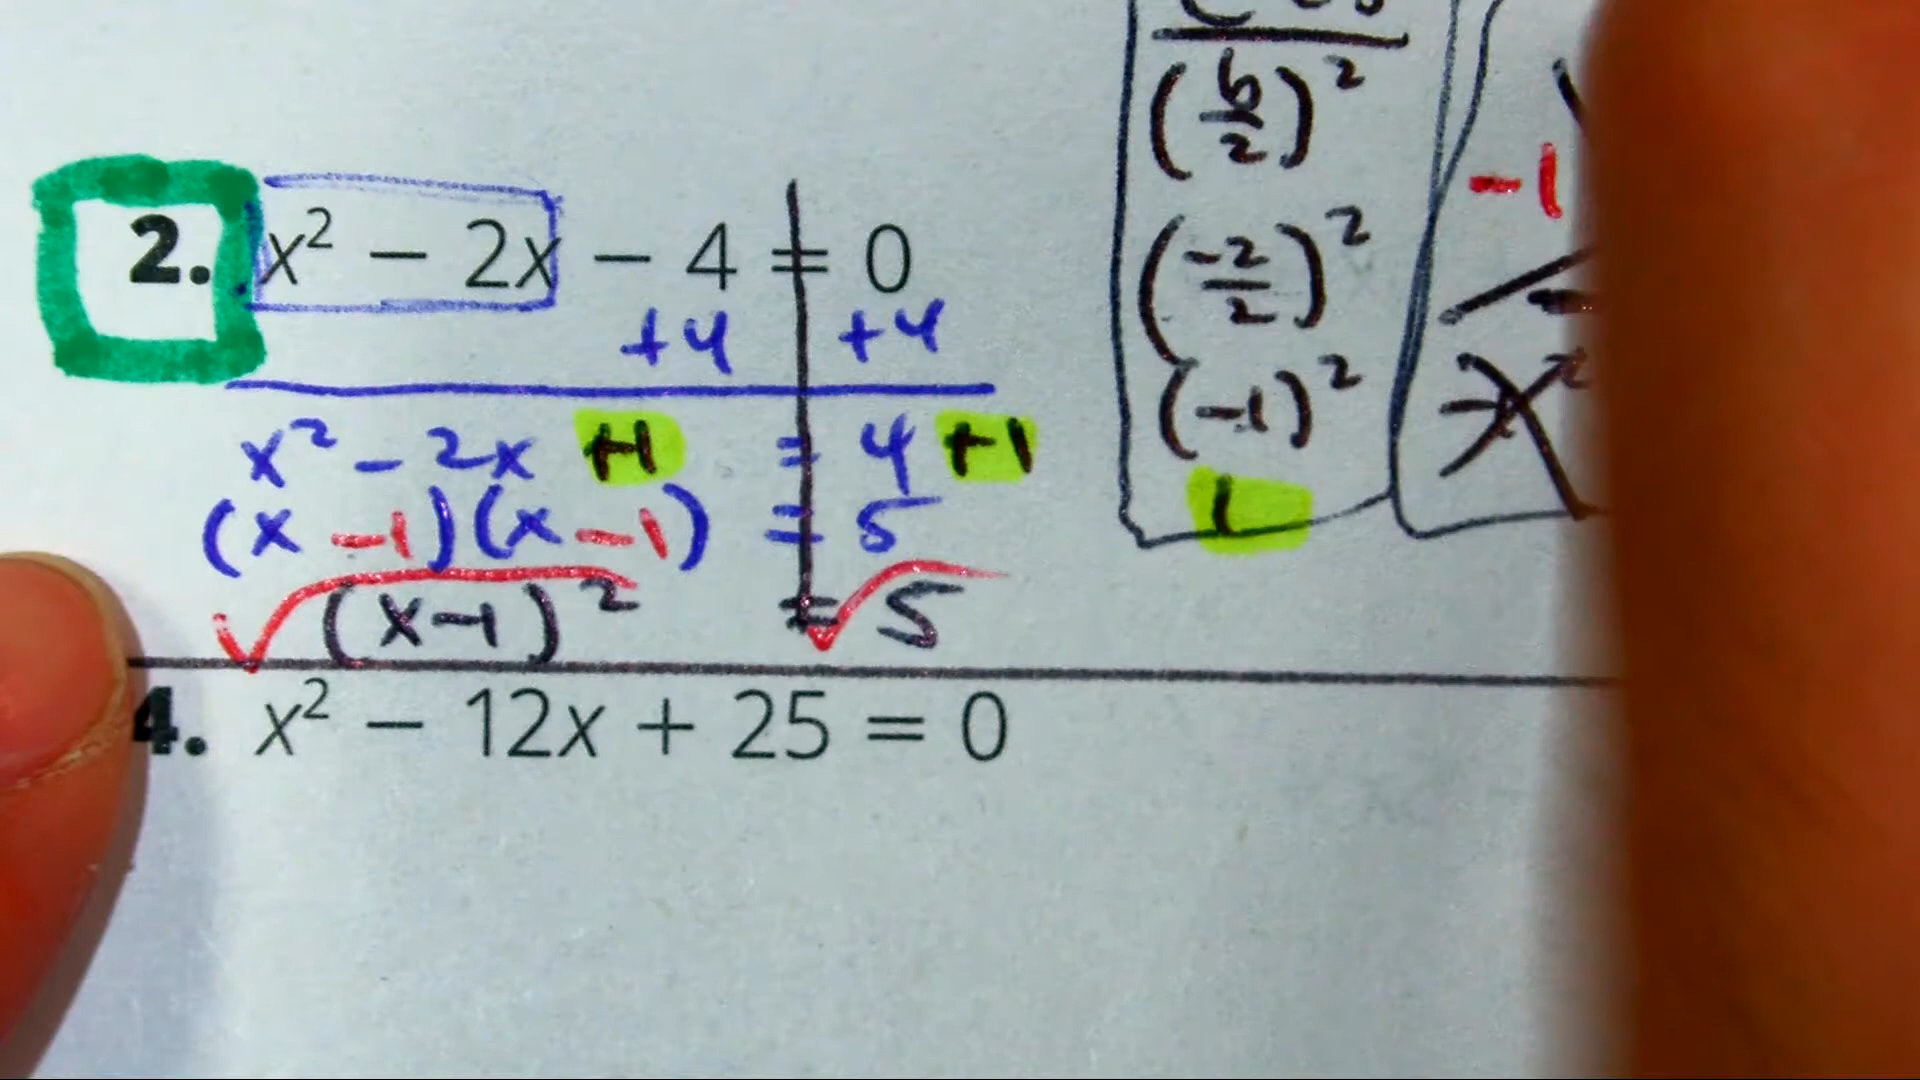 2. x² − 2x − 4 = 0
+4 +4
x² − 2x +1 = 4 +1
(x −1)(x −1) = 5
√(x−1)² = √5
4. x² − 12x + 25 = 0
(b/2)²
(−2/2)²
(−1)²
1
−1
x²